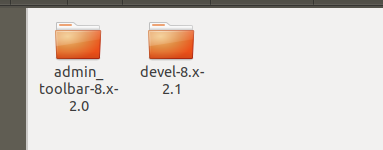 admin_
toolbar-8.x-
2.0
devel-8.x-
2.1